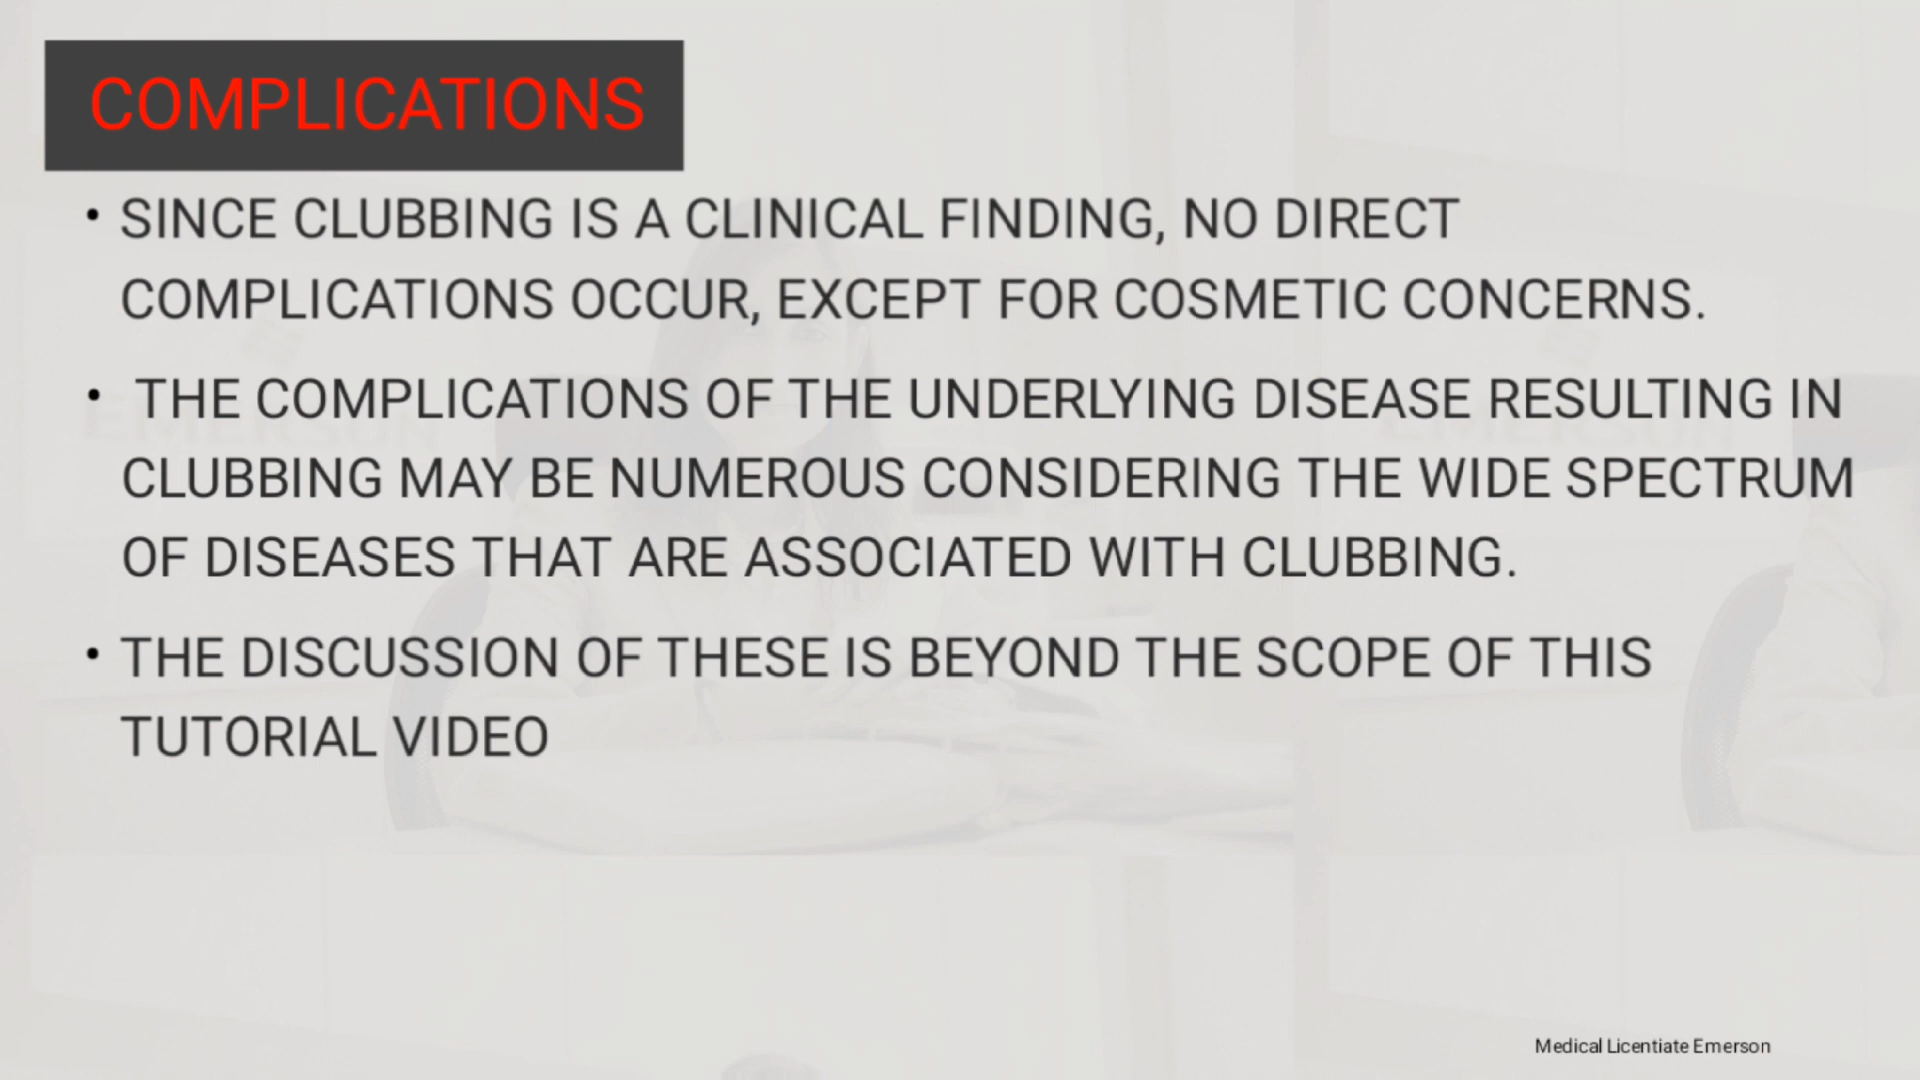 COMPLICATIONS
• SINCE CLUBBING IS A CLINICAL FINDING, NO DIRECT
COMPLICATIONS OCCUR, EXCEPT FOR COSMETIC CONCERNS.
• THE COMPLICATIONS OF THE UNDERLYING DISEASE RESULTING IN
CLUBBING MAY BE NUMEROUS CONSIDERING THE WIDE SPECTRUM
OF DISEASES THAT ARE ASSOCIATED WITH CLUBBING.
• THE DISCUSSION OF THESE IS BEYOND THE SCOPE OF THIS
TUTORIAL VIDEO
EMERSON
EMERSON
Medical Licentiate Emerson